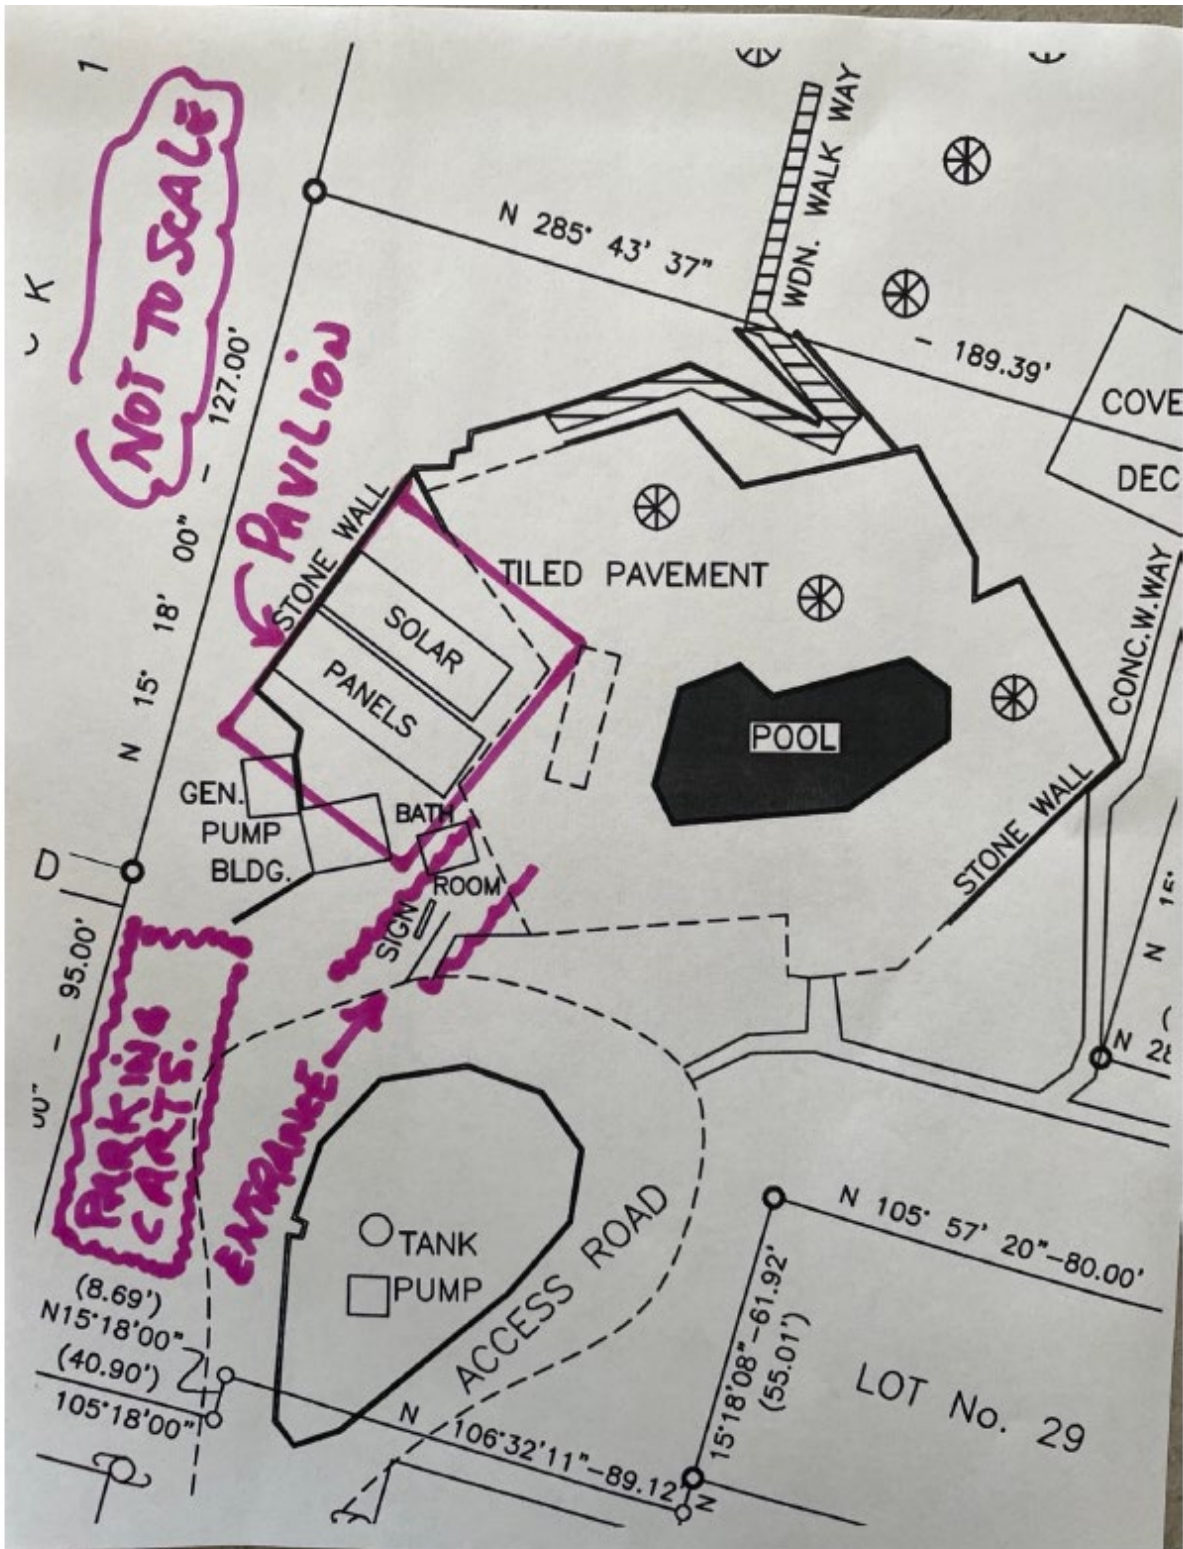 1
K
NOT TO SCALE
127.00'
N 15° 18' 00" -
PAVILION
N 285° 43' 37"
- 189.39'
WDN. WALK WAY
COVE
DEC
STONE WALL
TILED PAVEMENT
SOLAR
PANELS
POOL
CONC.W.WAY
STONE WALL
GEN.
PUMP
BLDG.
BATH
ROOM
SIGN
D
95.00'
PARKING
CARTS.
ENTRANCE
TANK
PUMP
ACCESS ROAD
N 15°
N 28
N 105° 57' 20"-80.00'
15°18'08"-61.92'
(55.01')
N
LOT No. 29
(8.69')
N15°18'00"
(40.90')
105°18'00"
N 106°32'11"-89.12'